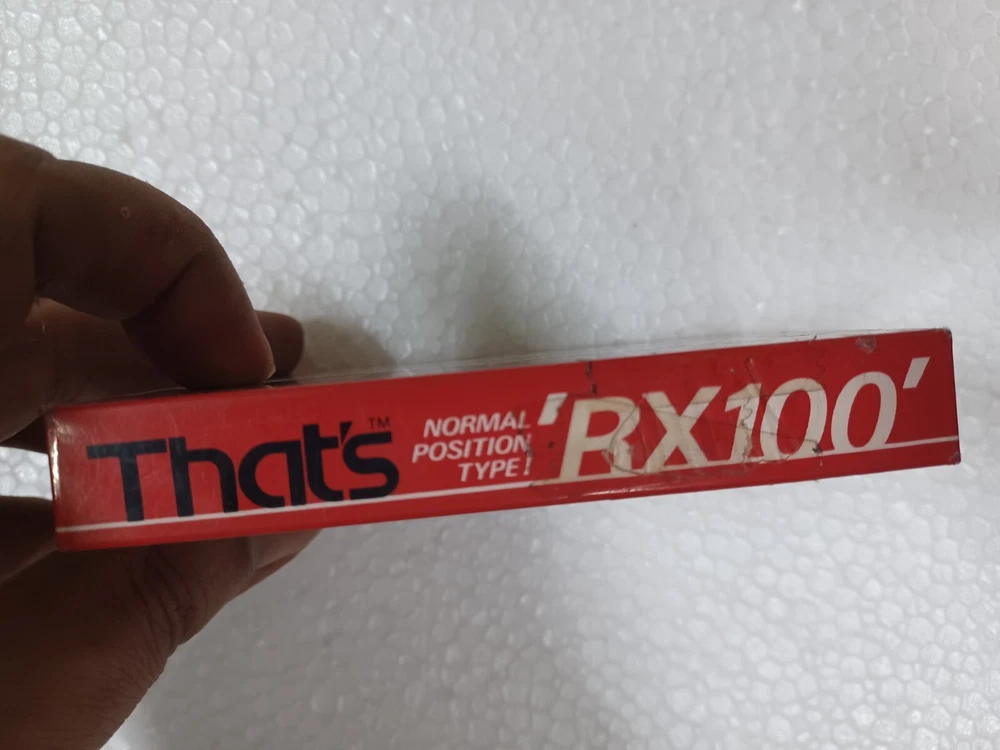 That's™
NORMAL
POSITION
TYPE I
'RX100'